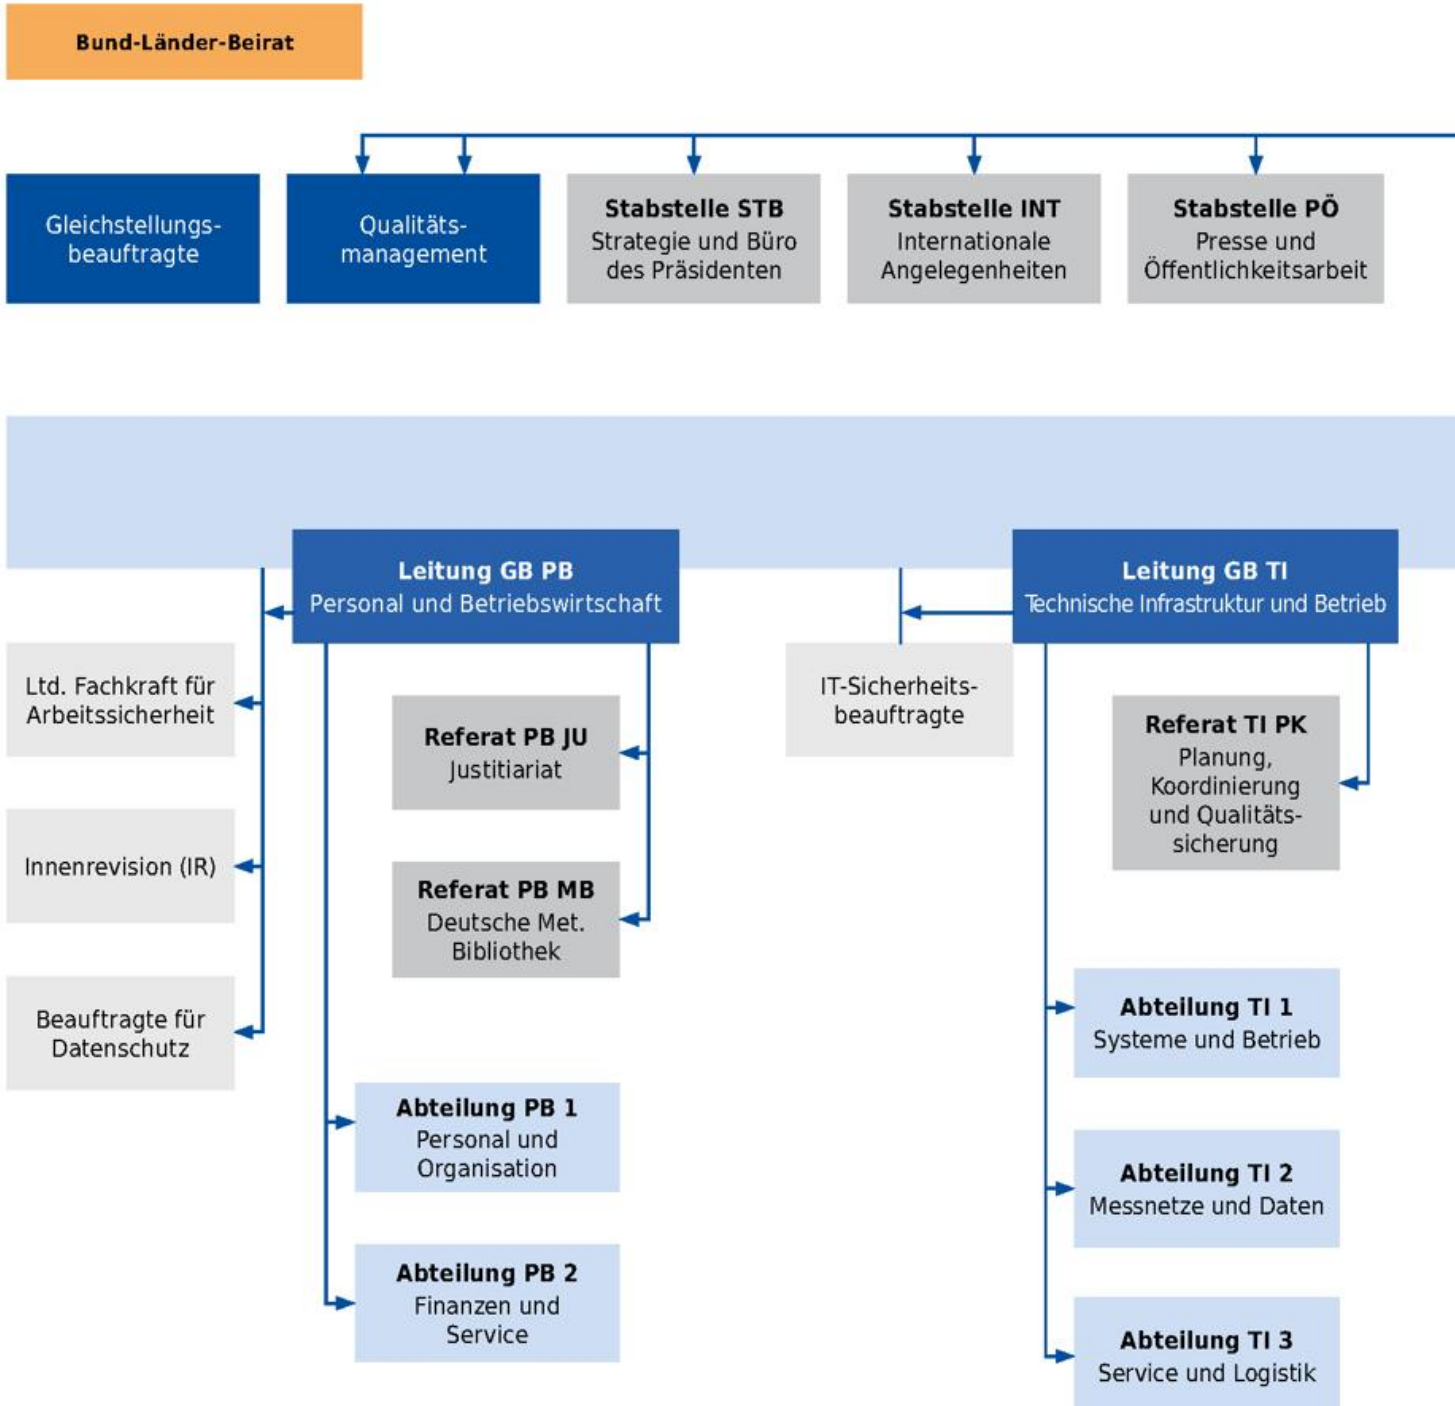 Bund-Länder-Beirat
Gleichstellungs-
beauftragte
Qualitäts-
management
Stabstelle STB
Strategie und Büro
des Präsidenten
Stabstelle INT
Internationale
Angelegenheiten
Stabstelle PÖ
Presse und
Öffentlichkeitsarbeit
Leitung GB PB
Personal und Betriebswirtschaft
Ltd. Fachkraft für
Arbeitssicherheit
Innenrevision (IR)
Beauftragte für
Datenschutz
Referat PB JU
Justitiariat
Referat PB MB
Deutsche Met.
Bibliothek
Abteilung PB 1
Personal und
Organisation
Abteilung PB 2
Finanzen und
Service
Leitung GB TI
Technische Infrastruktur und Betrieb
IT-Sicherheits-
beauftragte
Referat TI PK
Planung,
Koordinierung
und Qualitäts-
sicherung
Abteilung TI 1
Systeme und Betrieb
Abteilung TI 2
Messnetze und Daten
Abteilung TI 3
Service und Logistik